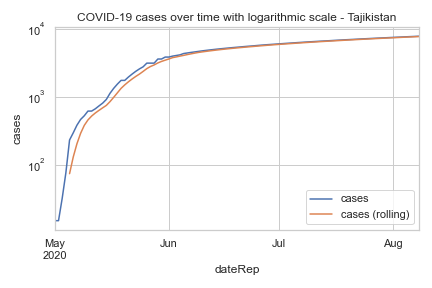 COVID-19 cases over time with logarithmic scale - Tajikistan
10^4
10^3
10^2
cases
cases
cases (rolling)
May
2020
Jun
Jul
Aug
dateRep